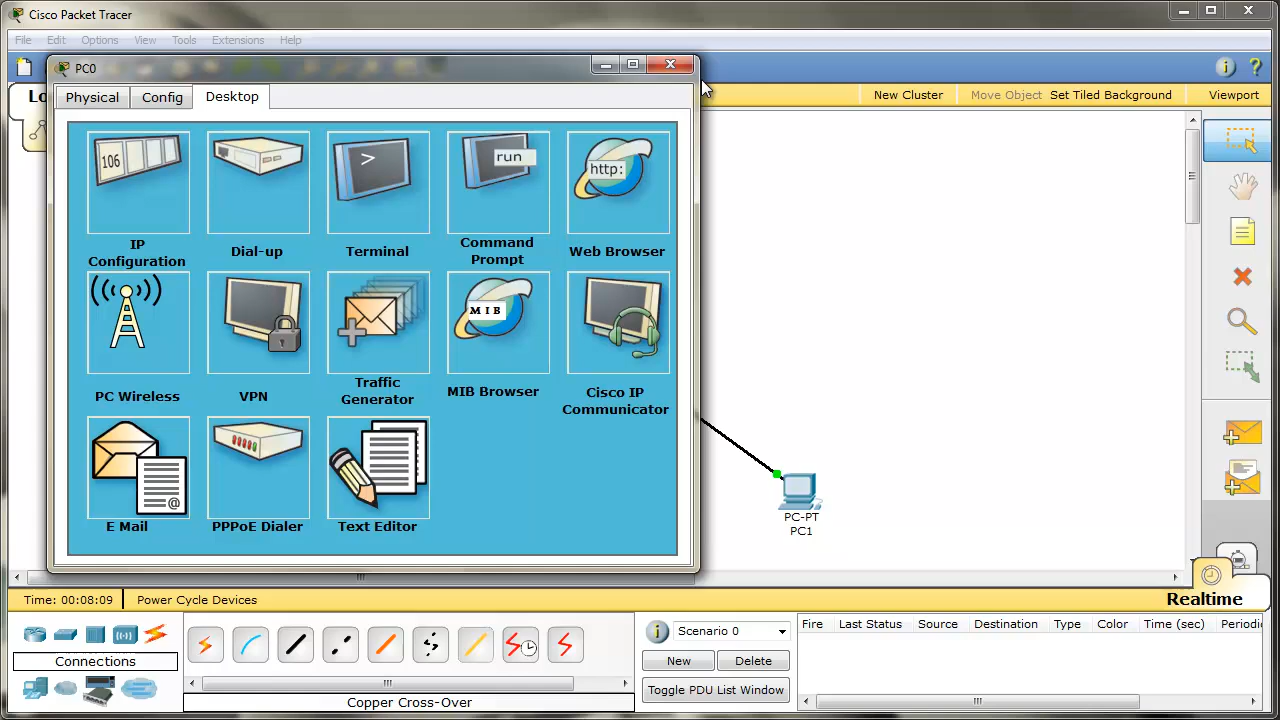 Cisco Packet Tracer
File Edit Options View Tools Extensions Help
PC0
Lo
New Cluster Move Object Set Tiled Background Viewport
Physical Config Desktop
106
>
run
http:
IP Configuration
Dial-up
Terminal
Command Prompt
Web Browser
MIB
PC Wireless
VPN
Traffic Generator
MIB Browser
Cisco IP Communicator
@
E Mail
PPPoE Dialer
Text Editor
PC-PT
PC1
Time: 00:08:09 Power Cycle Devices
Realtime
Connections
Copper Cross-Over
Scenario 0
New Delete
Toggle PDU List Window
Fire Last Status Source Destination Type Color Time (sec) Periodi